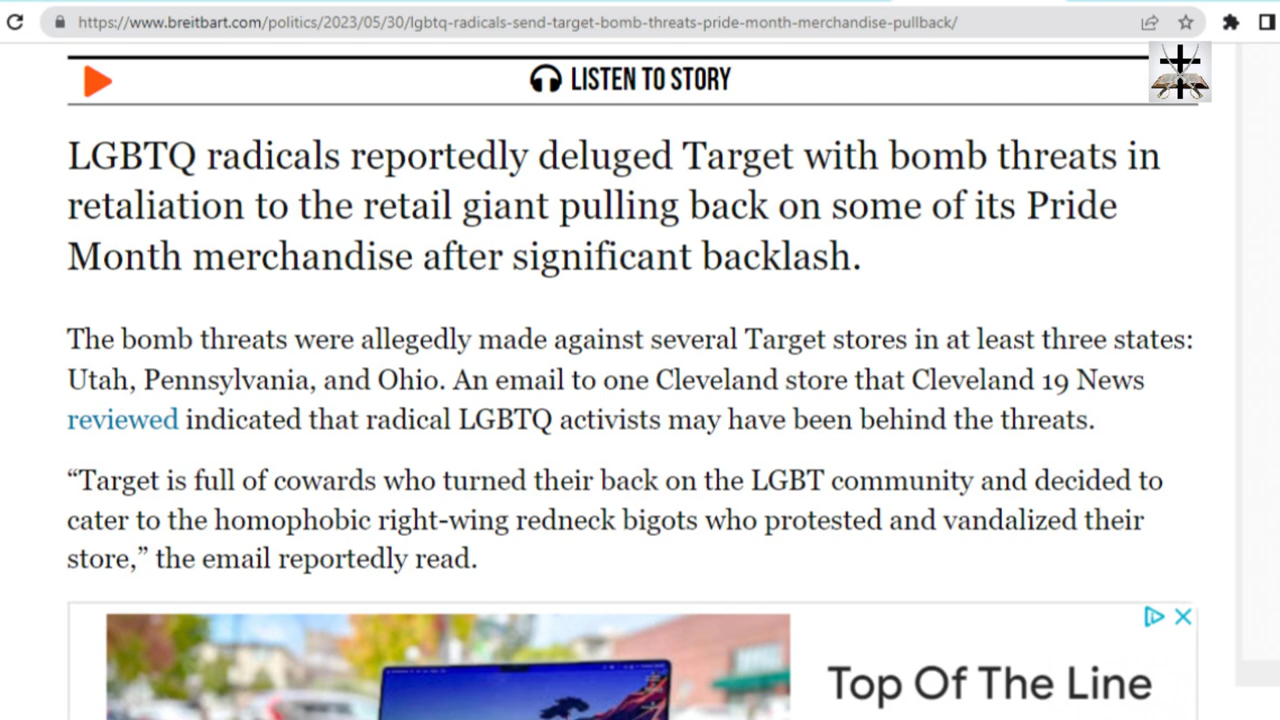 https://www.breitbart.com/politics/2023/05/30/lgbtq-radicals-send-target-bomb-threats-pride-month-merchandise-pullback/
LISTEN TO STORY
LGBTQ radicals reportedly deluged Target with bomb threats in
retaliation to the retail giant pulling back on some of its Pride
Month merchandise after significant backlash.
The bomb threats were allegedly made against several Target stores in at least three states:
Utah, Pennsylvania, and Ohio. An email to one Cleveland store that Cleveland 19 News
reviewed indicated that radical LGBTQ activists may have been behind the threats.
“Target is full of cowards who turned their back on the LGBT community and decided to
cater to the homophobic right-wing redneck bigots who protested and vandalized their
store,” the email reportedly read.
Top Of The Line